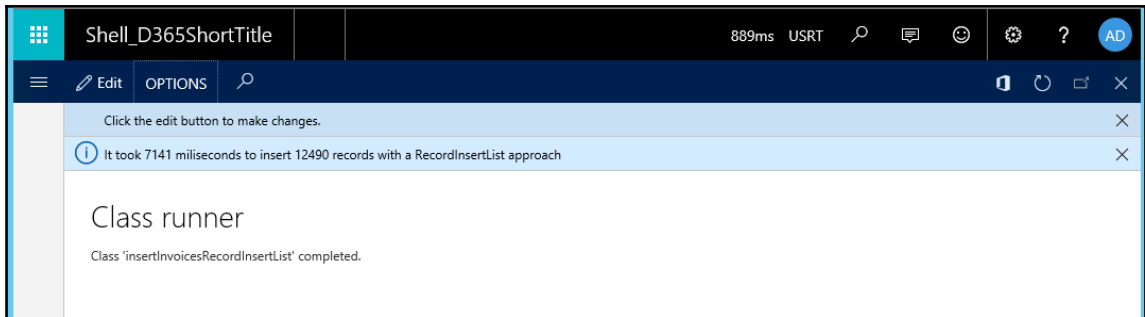 Shell_D365ShortTitle 889ms USRT ? AD
Edit OPTIONS
Click the edit button to make changes.
It took 7141 miliseconds to insert 12490 records with a RecordInsertList approach
Class runner
Class 'insertInvoicesRecordInsertList' completed.